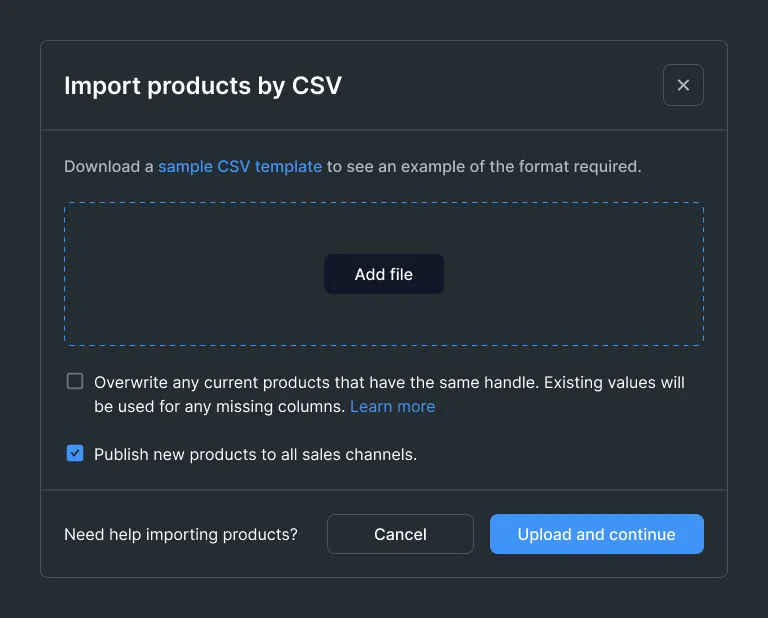 Import products by CSV
Download a sample CSV template to see an example of the format required.
Add file
Overwrite any current products that have the same handle. Existing values will
be used for any missing columns. Learn more
Publish new products to all sales channels.
Need help importing products?
Cancel
Upload and continue